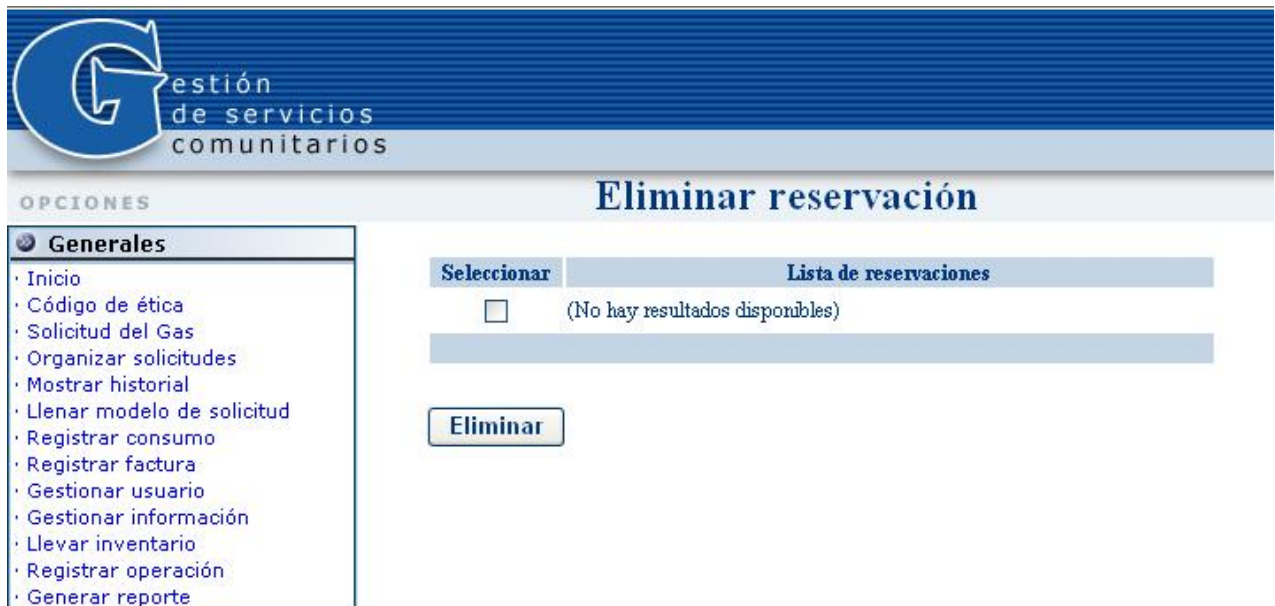 Gestión
de servicios
comunitarios
OPCIONES
Eliminar reservación
Generales
· Inicio
· Código de ética
· Solicitud del Gas
· Organizar solicitudes
· Mostrar historial
· Llenar modelo de solicitud
· Registrar consumo
· Registrar factura
· Gestionar usuario
· Gestionar información
· Llevar inventario
· Registrar operación
· Generar reporte
Seleccionar Lista de reservaciones
(No hay resultados disponibles)
Eliminar